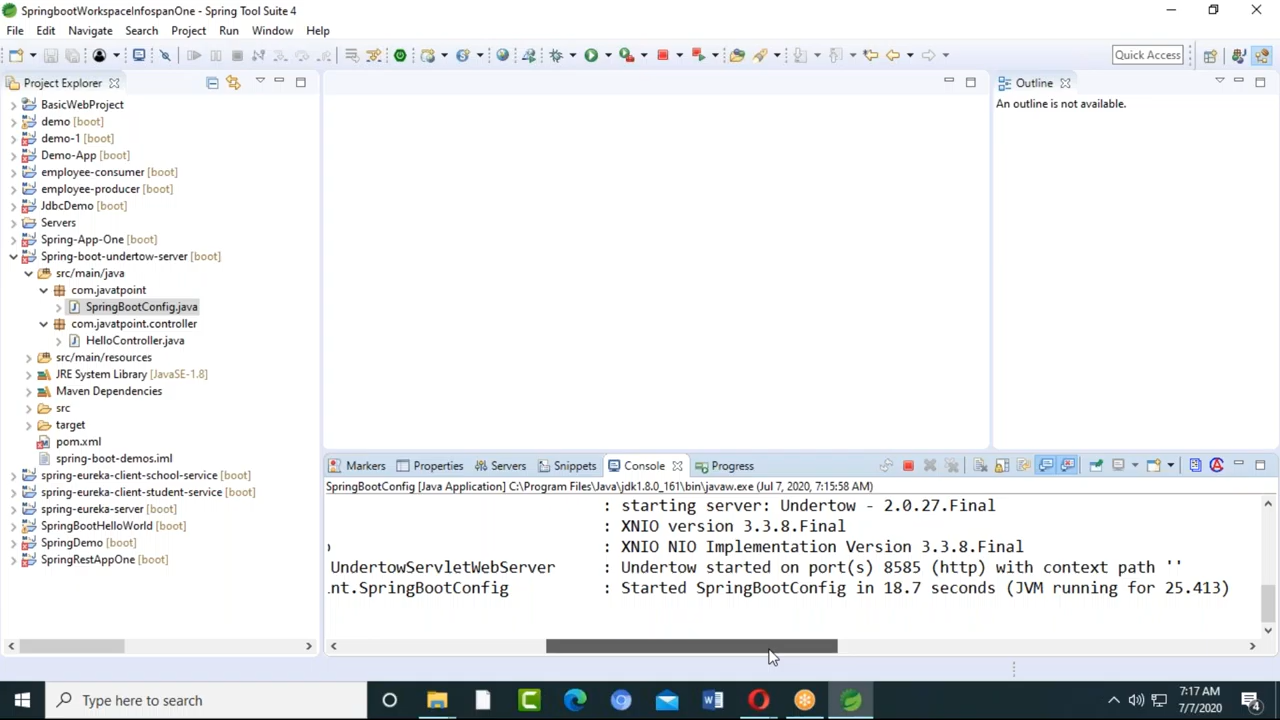 SpringbootWorkspaceInfospanOne - Spring Tool Suite 4
File Edit Navigate Search Project Run Window Help
Quick Access
Project Explorer
BasicWebProject
demo [boot]
demo-1 [boot]
Demo-App [boot]
employee-consumer [boot]
employee-producer [boot]
JdbcDemo [boot]
Servers
Spring-App-One [boot]
Spring-boot-undertow-server [boot]
src/main/java
com.javatpoint
SpringBootConfig.java
com.javatpoint.controller
HelloController.java
src/main/resources
JRE System Library [JavaSE-1.8]
Maven Dependencies
src
target
pom.xml
spring-boot-demos.iml
spring-eureka-client-school-service [boot]
spring-eureka-client-student-service [boot]
spring-eureka-server [boot]
SpringBootHelloWorld [boot]
SpringDemo [boot]
SpringRestAppOne [boot]
Outline
An outline is not available.
Markers Properties Servers Snippets Console Progress
SpringBootConfig [Java Application] C:\Program Files\Java\jdk1.8.0_161\bin\javaw.exe (Jul 7, 2020, 7:15:58 AM)
: starting server: Undertow - 2.0.27.Final
: XNIO version 3.3.8.Final
: XNIO NIO Implementation Version 3.3.8.Final
UndertowServletWebServer : Undertow started on port(s) 8585 (http) with context path ''
nt.SpringBootConfig : Started SpringBootConfig in 18.7 seconds (JVM running for 25.413)
Type here to search
7:17 AM
7/7/2020
4